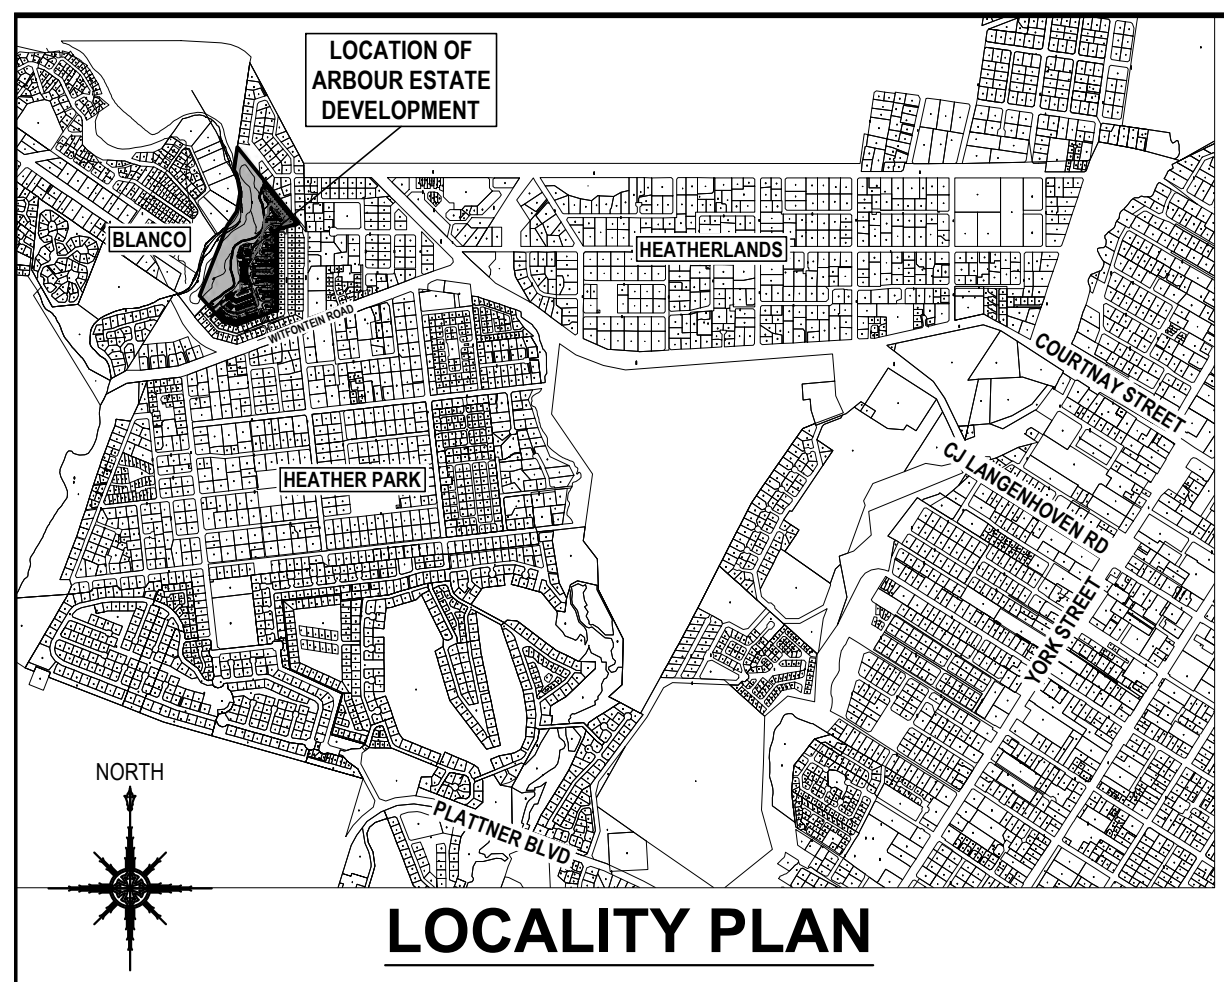 LOCATION OF
ARBOUR ESTATE
DEVELOPMENT
BLANCO
HEATHERLANDS
WITFONTEIN ROAD
COURTNAY STREET
HEATHER PARK
CJ LANGENHOVEN RD
YORK STREET
NORTH
PLATTNER BLVD
LOCALITY PLAN